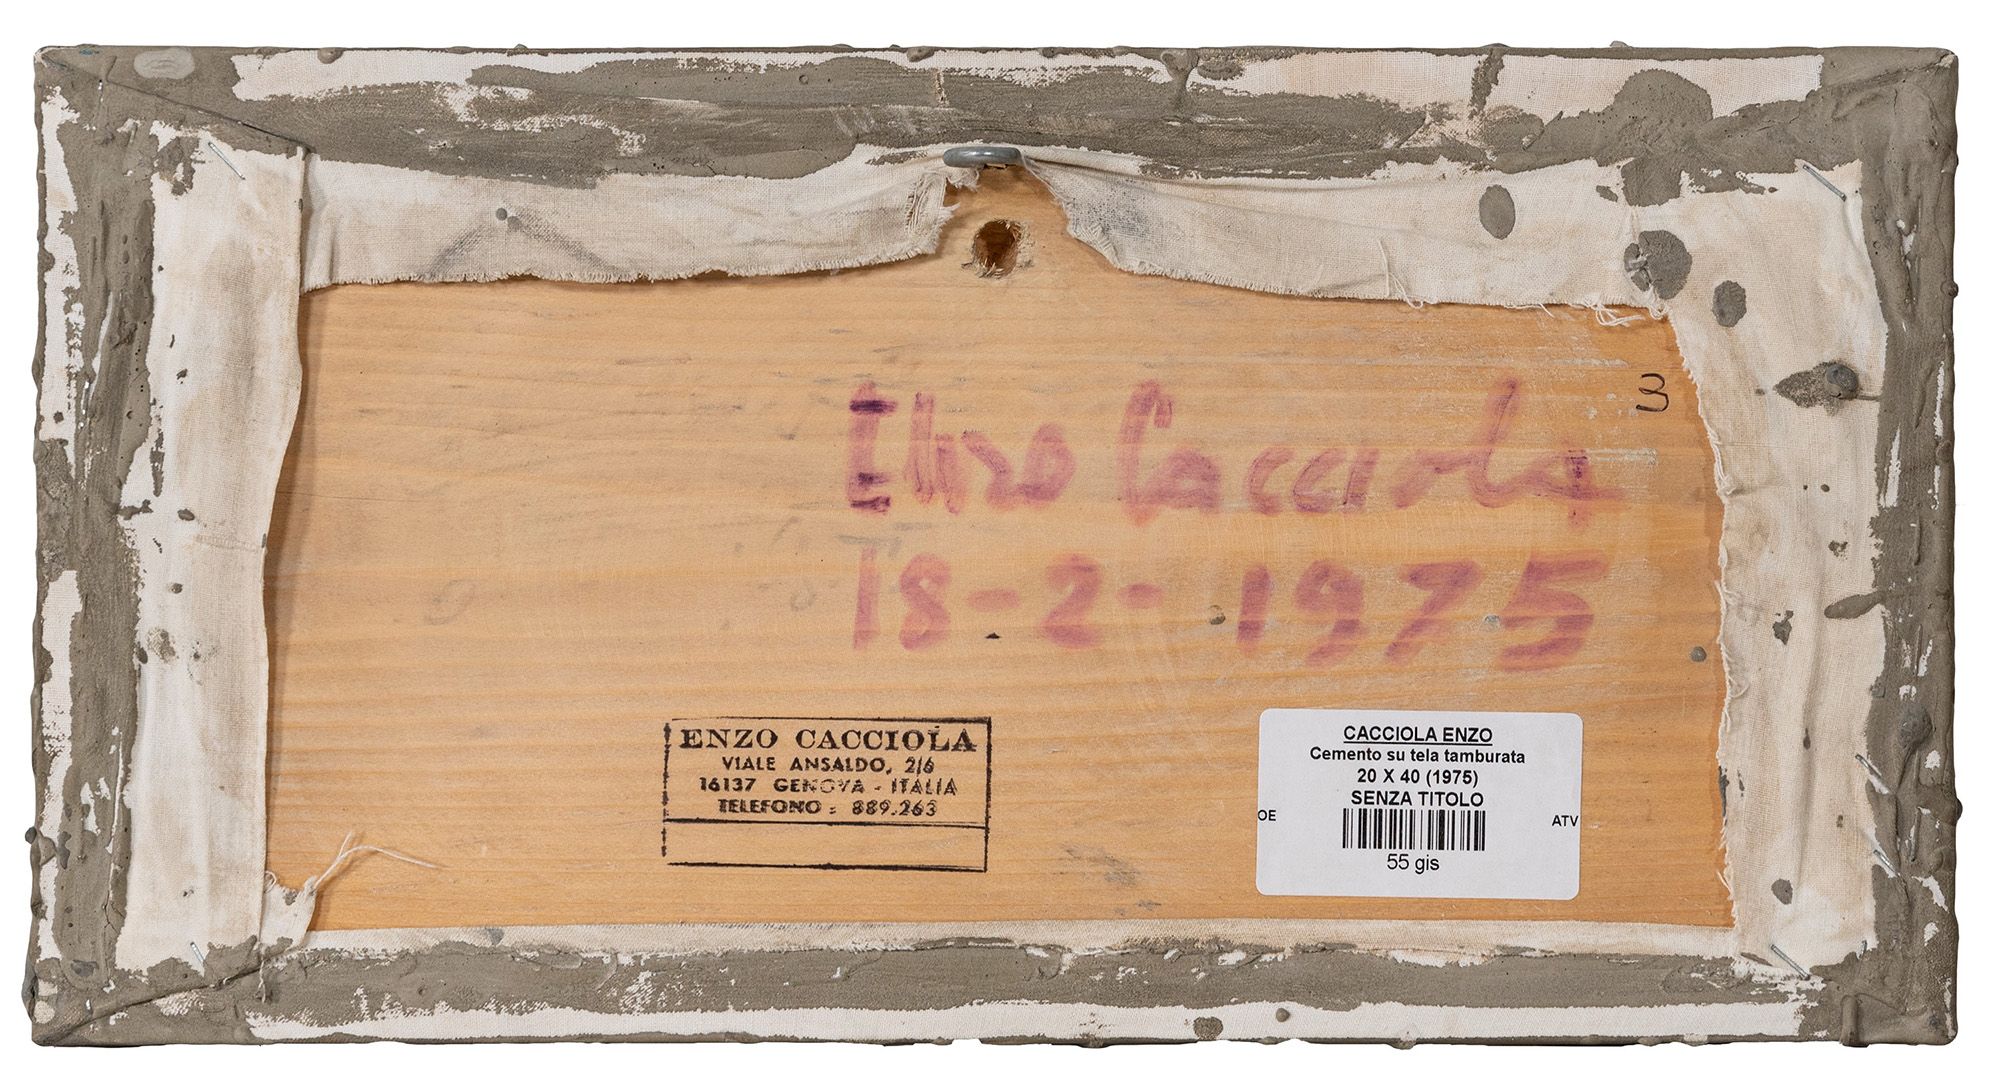 3
Enzo Cacciola
18-2-1975
ENZO CACCIOLA
VIALE ANSALDO, 2/6
16137 GENOVA - ITALIA
TELEFONO : 889.263
CACCIOLA ENZO
Cemento su tela tamburata
20 X 40 (1975)
SENZA TITOLO
OE ATV
55 gis